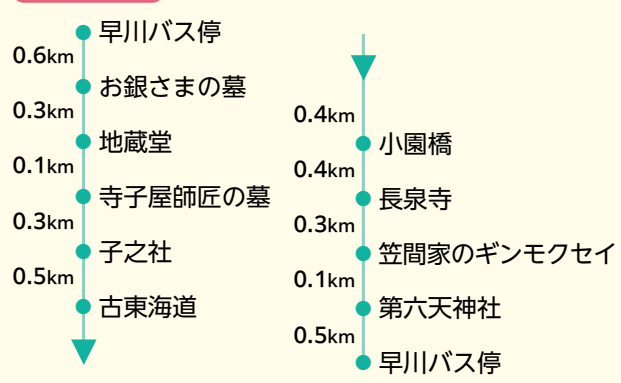 早川バス停
0.6km
お銀さまの墓
0.3km
地蔵堂
0.1km
寺子屋師匠の墓
0.3km
子之社
0.5km
古東海道
0.4km
小園橋
0.4km
長泉寺
0.3km
笠間家のギンモクセイ
0.1km
第六天神社
0.5km
早川バス停